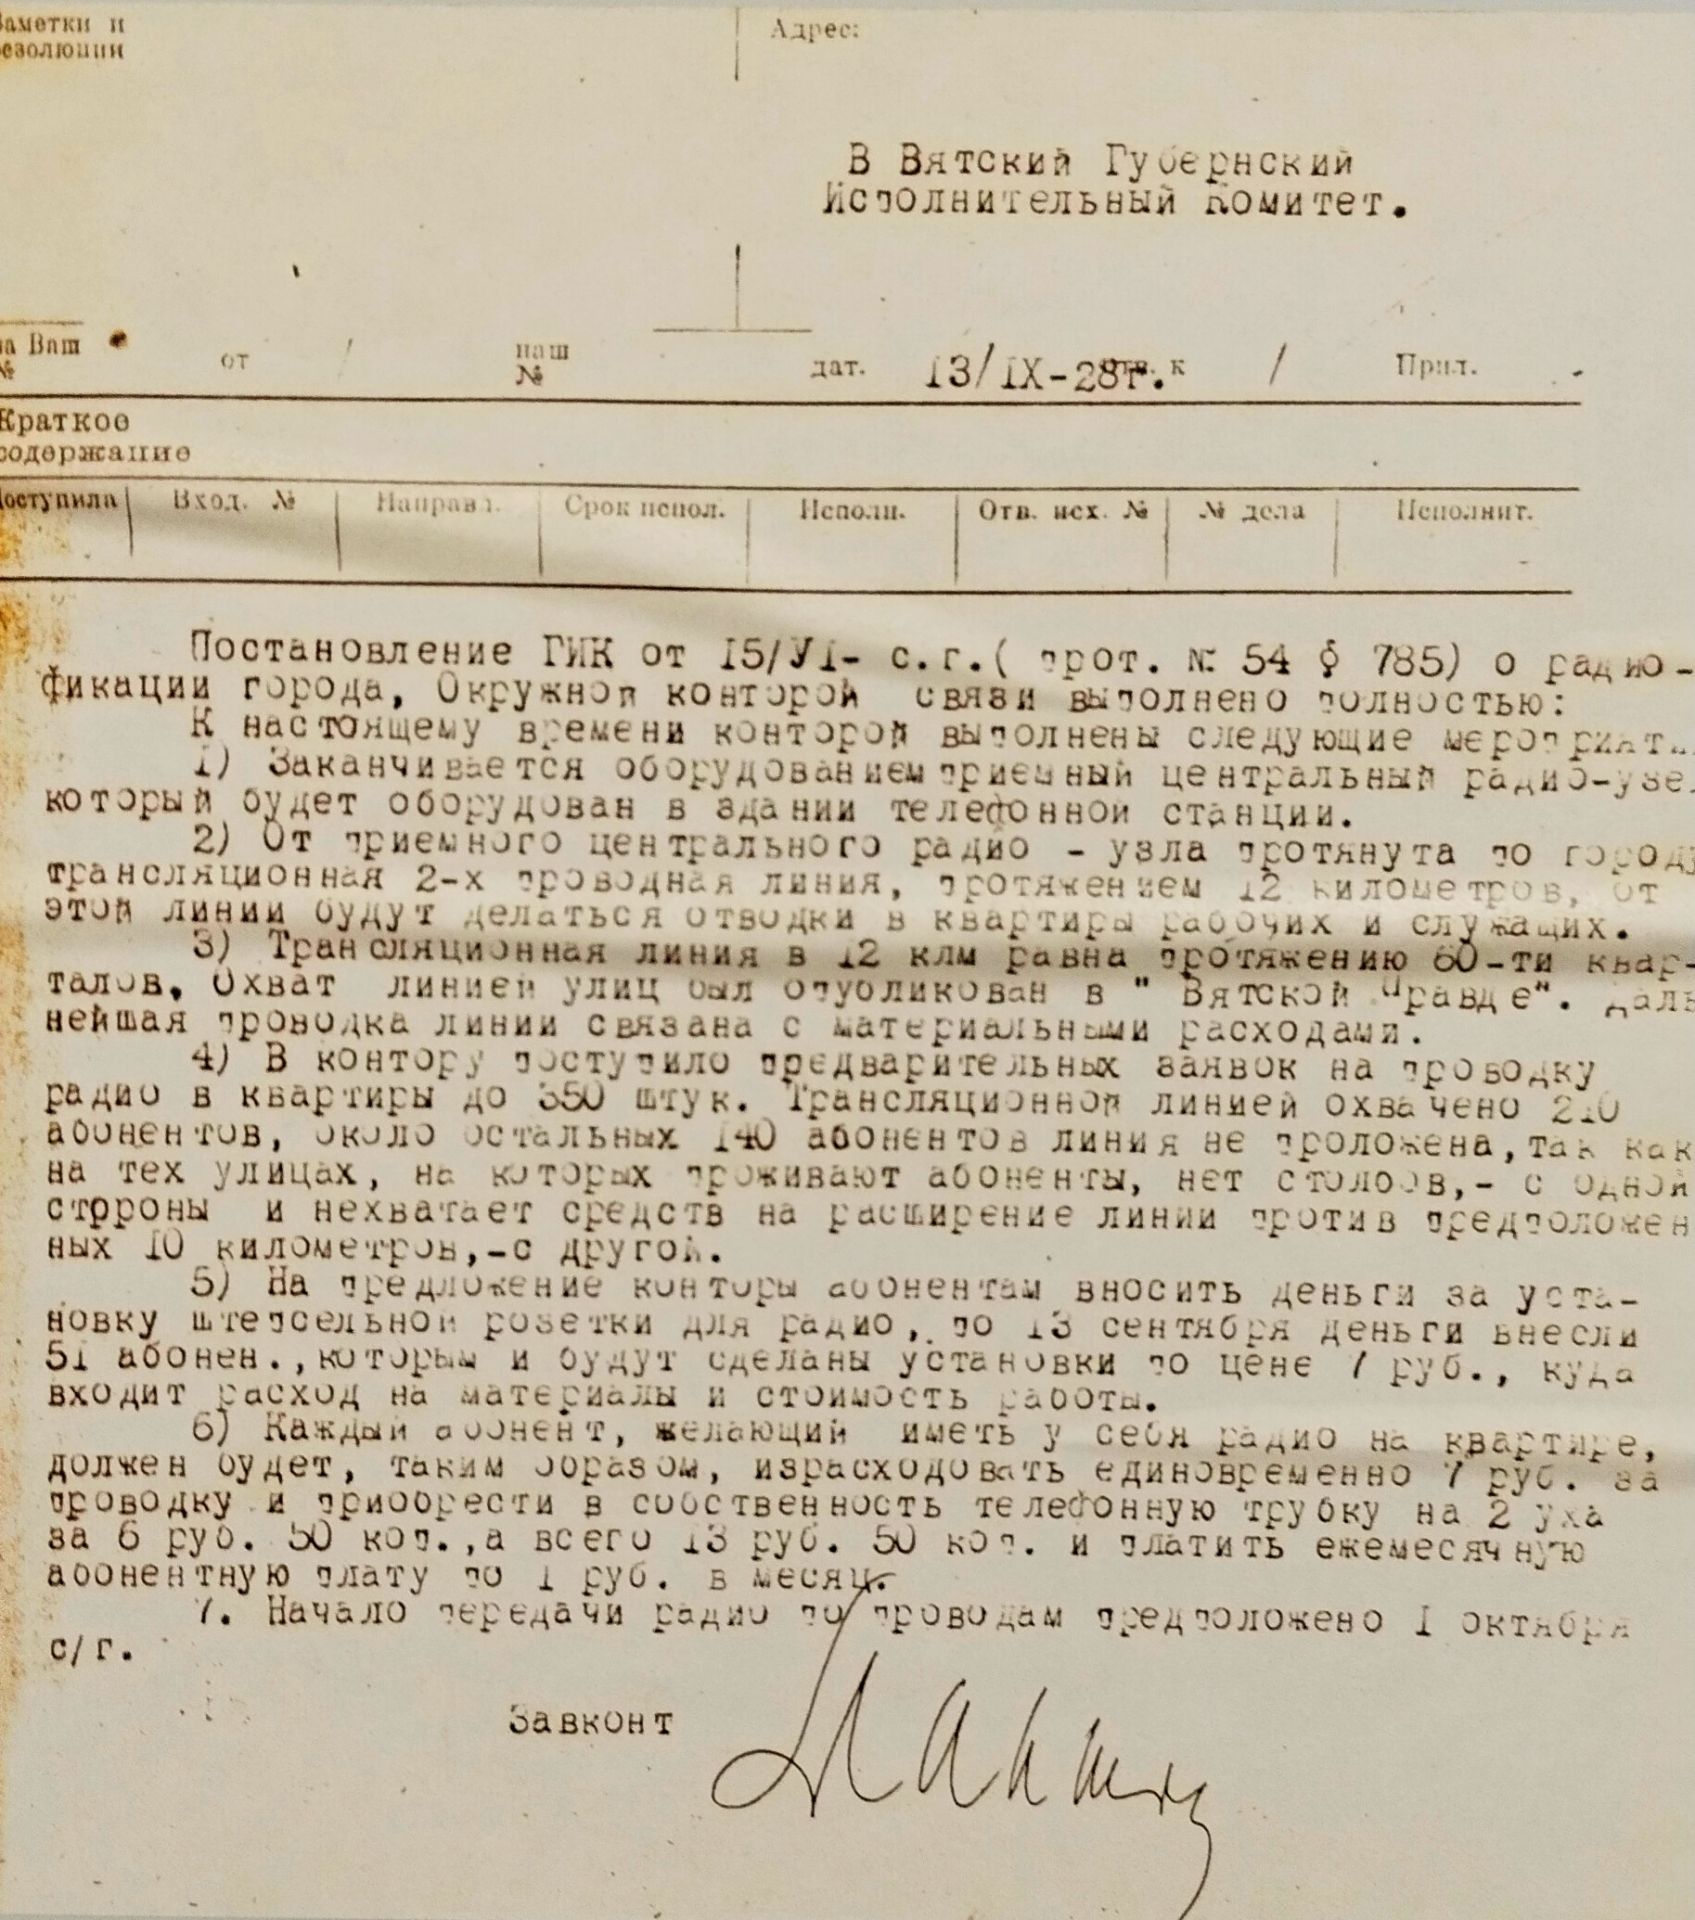 Заметки и
резолюции
Адрес:
В Вятский Губернский
Исполнительный Комитет.
на Ваш
№
от /
наш
№
дат. 13/IX-28г. отв. к / Прил.
Краткое
содержание
Поступила Вход. № Направл. Срок испол. Исполн. Отв. исх. № № дела Исполнит.
Постановление ГИК от 15/УІ- с.г.( прот. № 54 § 785) о радио-
фикации города, Окружной конторой связи выполнено полностью:
К настоящему времени конторой выполнены следующие мероприяти
1) Заканчивается оборудованием приемный центральный радио-узел
который будет оборудован в здании телефонной станции.
2) От приемного центрального радио - узла протянута по городу
трансляционная 2-х проводная линия, протяжением 12 километров, от
этой линии будут делаться отводки в квартиры рабочих и служащих.
3) Трансляционная линия в 12 клм равна протяжению 60-ти квар-
талов. Охват линией улиц был опубликован в " Вятской Правде". Даль
нейшая проводка линии связана с материальными расходами.
4) В контору поступило предварительных заявок на проводку
радио в квартиры до 350 штук. Трансляционной линией охвачено 210
абонентов, около остальных 140 абонентов линия не проложена,так как
на тех улицах, на которых проживают абоненты, нет столбов,- с одной
стороны и нехватает средств на расширение линии против предположен
ных 10 километров,-с другой.
5) На предложение конторы абонентам вносить деньги за уста-
новку штепсельной розетки для радио, по 13 сентября деньги внесли
51 абонен.,которым и будут сделаны установки по цене 7 руб., куда
входит расход на материалы и стоимость работы.
6) Каждый абонент, желающий иметь у себя радио на квартире,
должен будет, таким образом, израсходовать единовременно 7 руб. за
проводку и приобрести в собственность телефонную трубку на 2 уха
за 6 руб. 50 коп.,а всего 13 руб. 50 коп. и платить ежемесячную
абонентную плату по 1 руб. в месяц.
7. Начало передачи радио по проводам предположено 1 октября
с/г.
Завконт